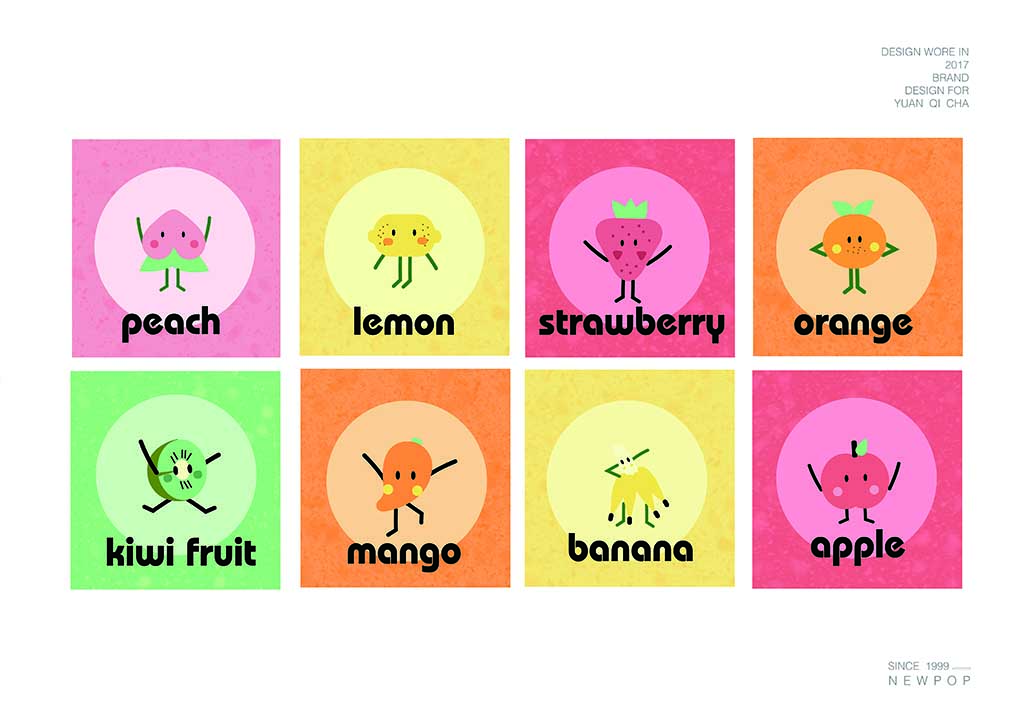 DESIGN WORE IN
2017
BRAND
DESIGN FOR
YUAN QI CHA
peach
lemon
strawberry
orange
kiwi fruit
mango
banana
apple
SINCE 1999
NEWPOP